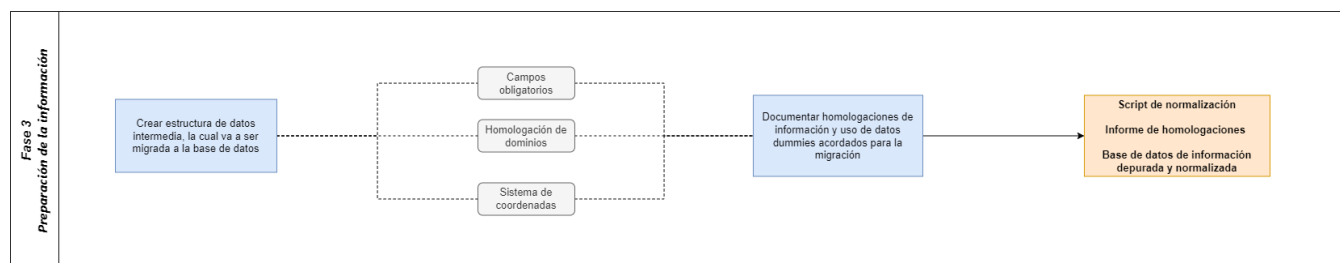 Fase 3
Preparación de la información
Crear estructura de datos
intermedia, la cual va a ser
migrada a la base de datos
Campos
obligatorios
Homologación de
dominios
Sistema de
coordenadas
Documentar homologaciones de
información y uso de datos
dummies acordados para la
migración
Script de normalización
Informe de homologaciones
Base de datos de información
depurada y normalizada